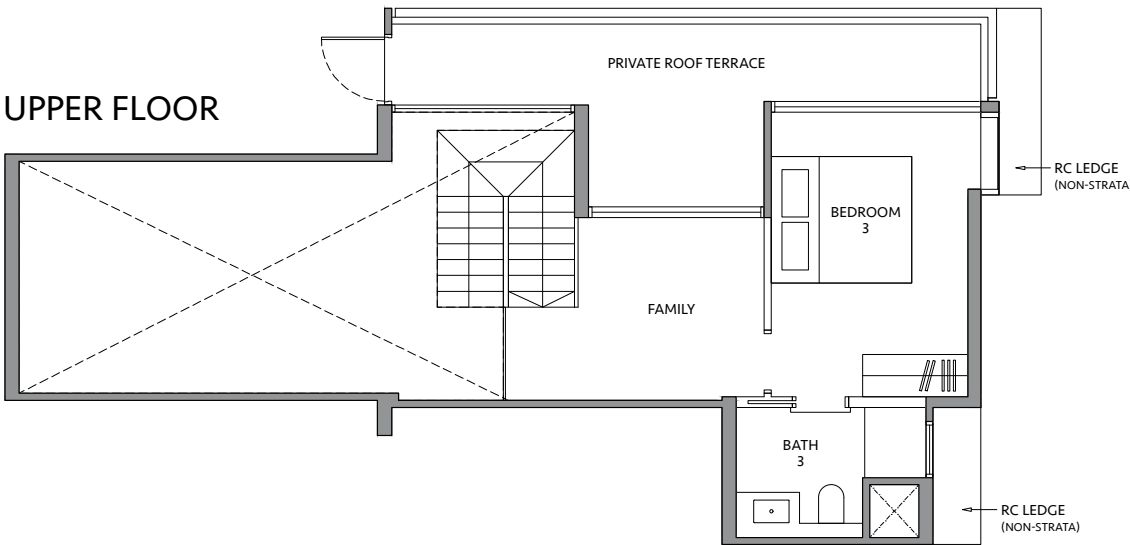 PRIVATE ROOF TERRACE
UPPER FLOOR
RC LEDGE
(NON-STRATA
BEDROOM
3
FAMILY
BATH
3
RC LEDGE
(NON-STRATA)